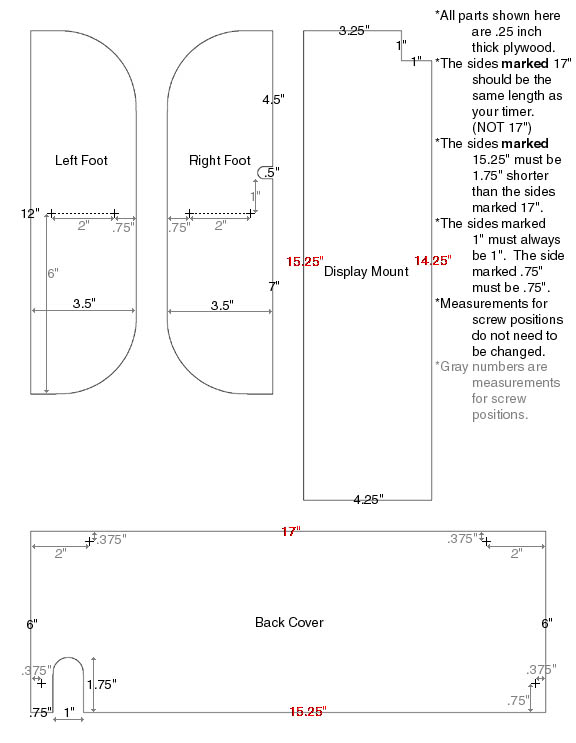 3.25"
1"
1"
4.5"
Left Foot
Right Foot
.5"
1"
12"
2"
.75"
.75"
2"
6"
15.25"
14.25"
Display Mount
7"
3.5"
3.5"
4.25"
*All parts shown here
are .25 inch
thick plywood.
*The sides marked 17"
should be the
same length as
your timer.
(NOT 17")
*The sides marked
15.25" must be
1.75" shorter
than the sides
marked 17".
*The sides marked
1" must always
be 1". The side
marked .75"
must be .75".
*Measurements for
screw positions
do not need to
be changed.
*Gray numbers are
measurements
for screw
positions.
17"
.375"
.375"
2"
2"
Back Cover
6"
6"
.375"
.375"
1.75"
.75"
.75"
1"
15.25"